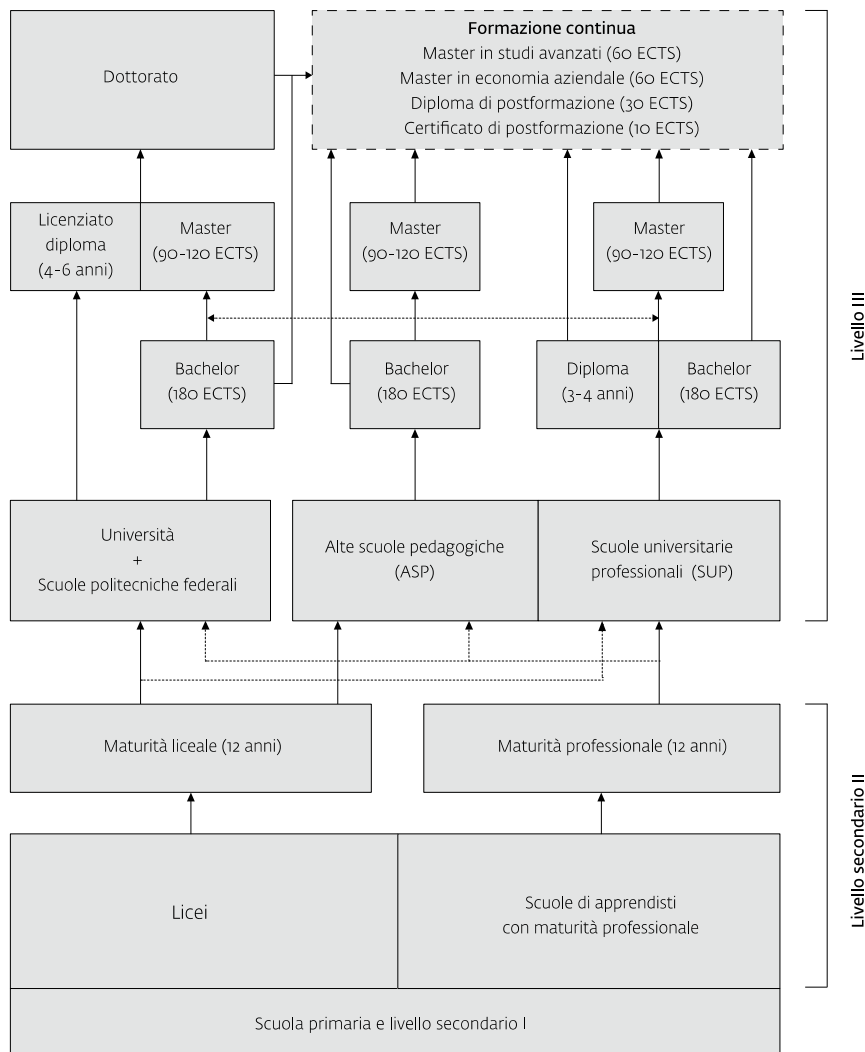 Dottorato
Formazione continua
Master in studi avanzati (60 ECTS)
Master in economia aziendale (60 ECTS)
Diploma di postformazione (30 ECTS)
Certificato di postformazione (10 ECTS)
Licenziato
diploma
(4-6 anni)
Master
(90-120 ECTS)
Master
(90-120 ECTS)
Master
(90-120 ECTS)
Bachelor
(180 ECTS)
Bachelor
(180 ECTS)
Diploma
(3-4 anni)
Bachelor
(180 ECTS)
Livello III
Università
+
Scuole politecniche federali
Alte scuole pedagogiche
(ASP)
Scuole universitarie
professionali (SUP)
Maturità liceale (12 anni)
Maturità professionale (12 anni)
Livello secondario II
Licei
Scuole di apprendisti
con maturità professionale
Scuola primaria e livello secondario I